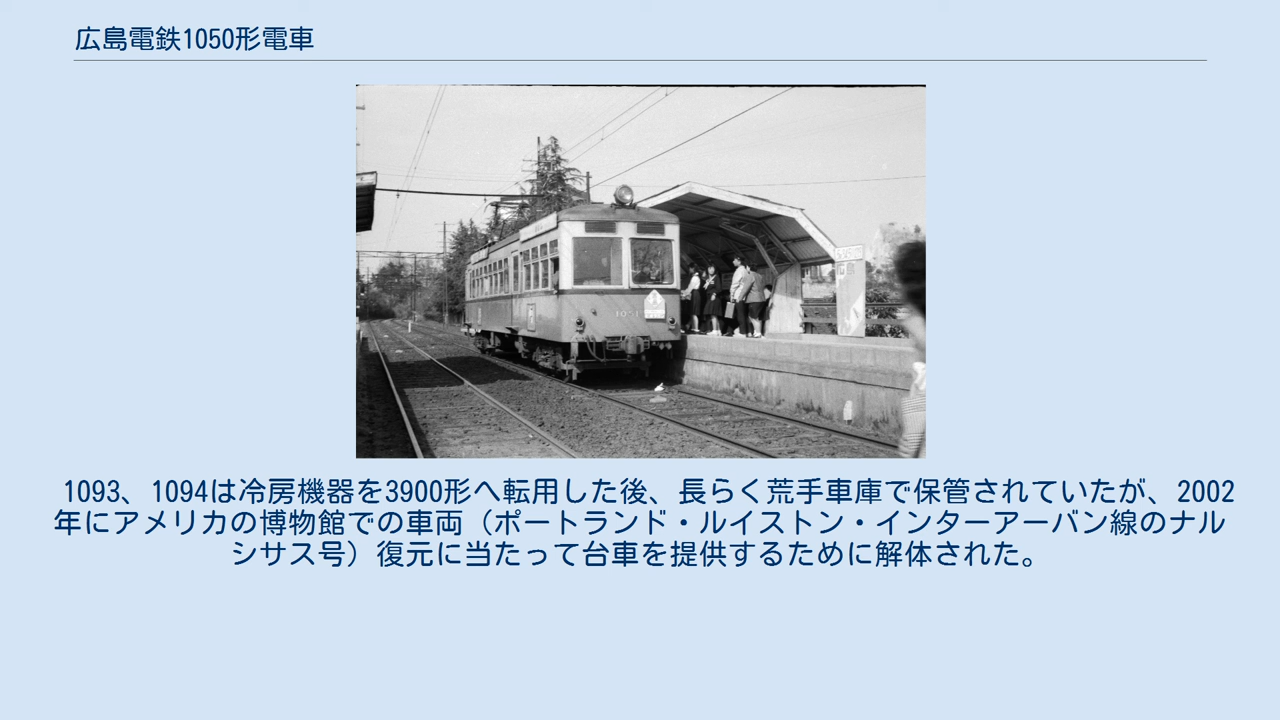 広島電鉄1050形電車
1051
1093、1094は冷房機器を3900形へ転用した後、長らく荒手車庫で保管されていたが、2002
年にアメリカの博物館での車両（ポートランド・ルイストン・インターアーバン線のナル
シサス号）復元に当たって台車を提供するために解体された。